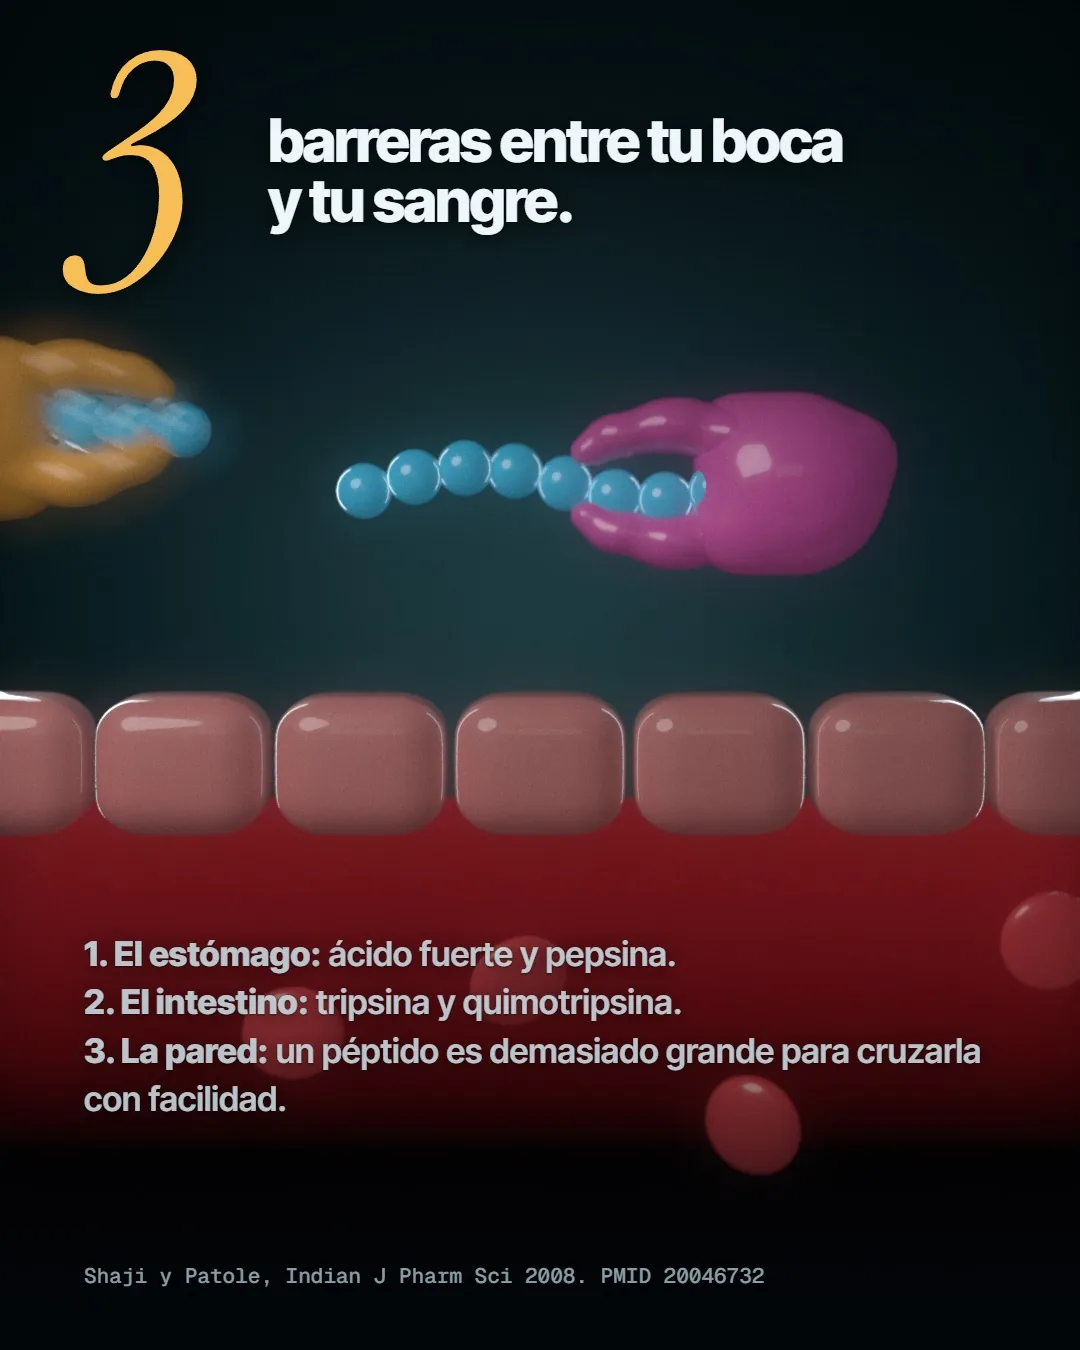 3
barreras entre tu boca
y tu sangre.
1. El estómago: ácido fuerte y pepsina.
2. El intestino: tripsina y quimotripsina.
3. La pared: un péptido es demasiado grande para cruzarla
con facilidad.
Shaji y Patole, Indian J Pharm Sci 2008. PMID 20046732